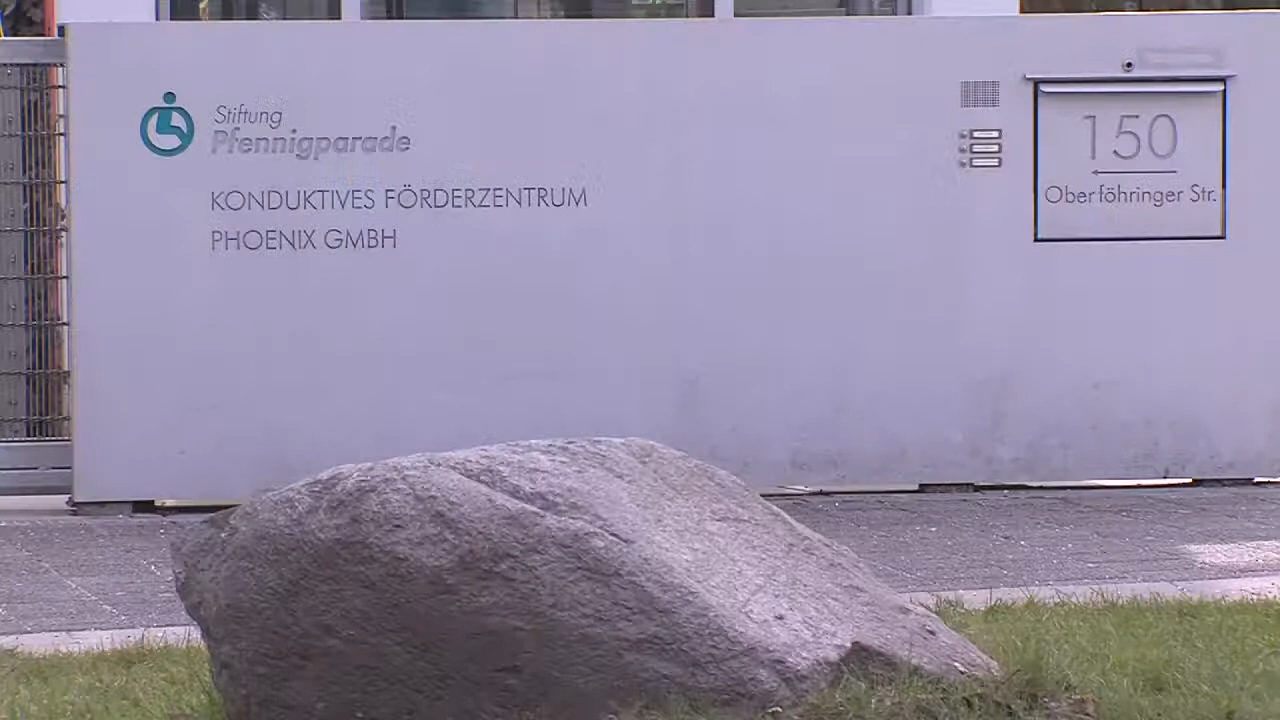 Stiftung
Pfennigparade
KONDUKTIVES FÖRDERZENTRUM
PHOENIX GMBH
150
Oberföhringer Str.